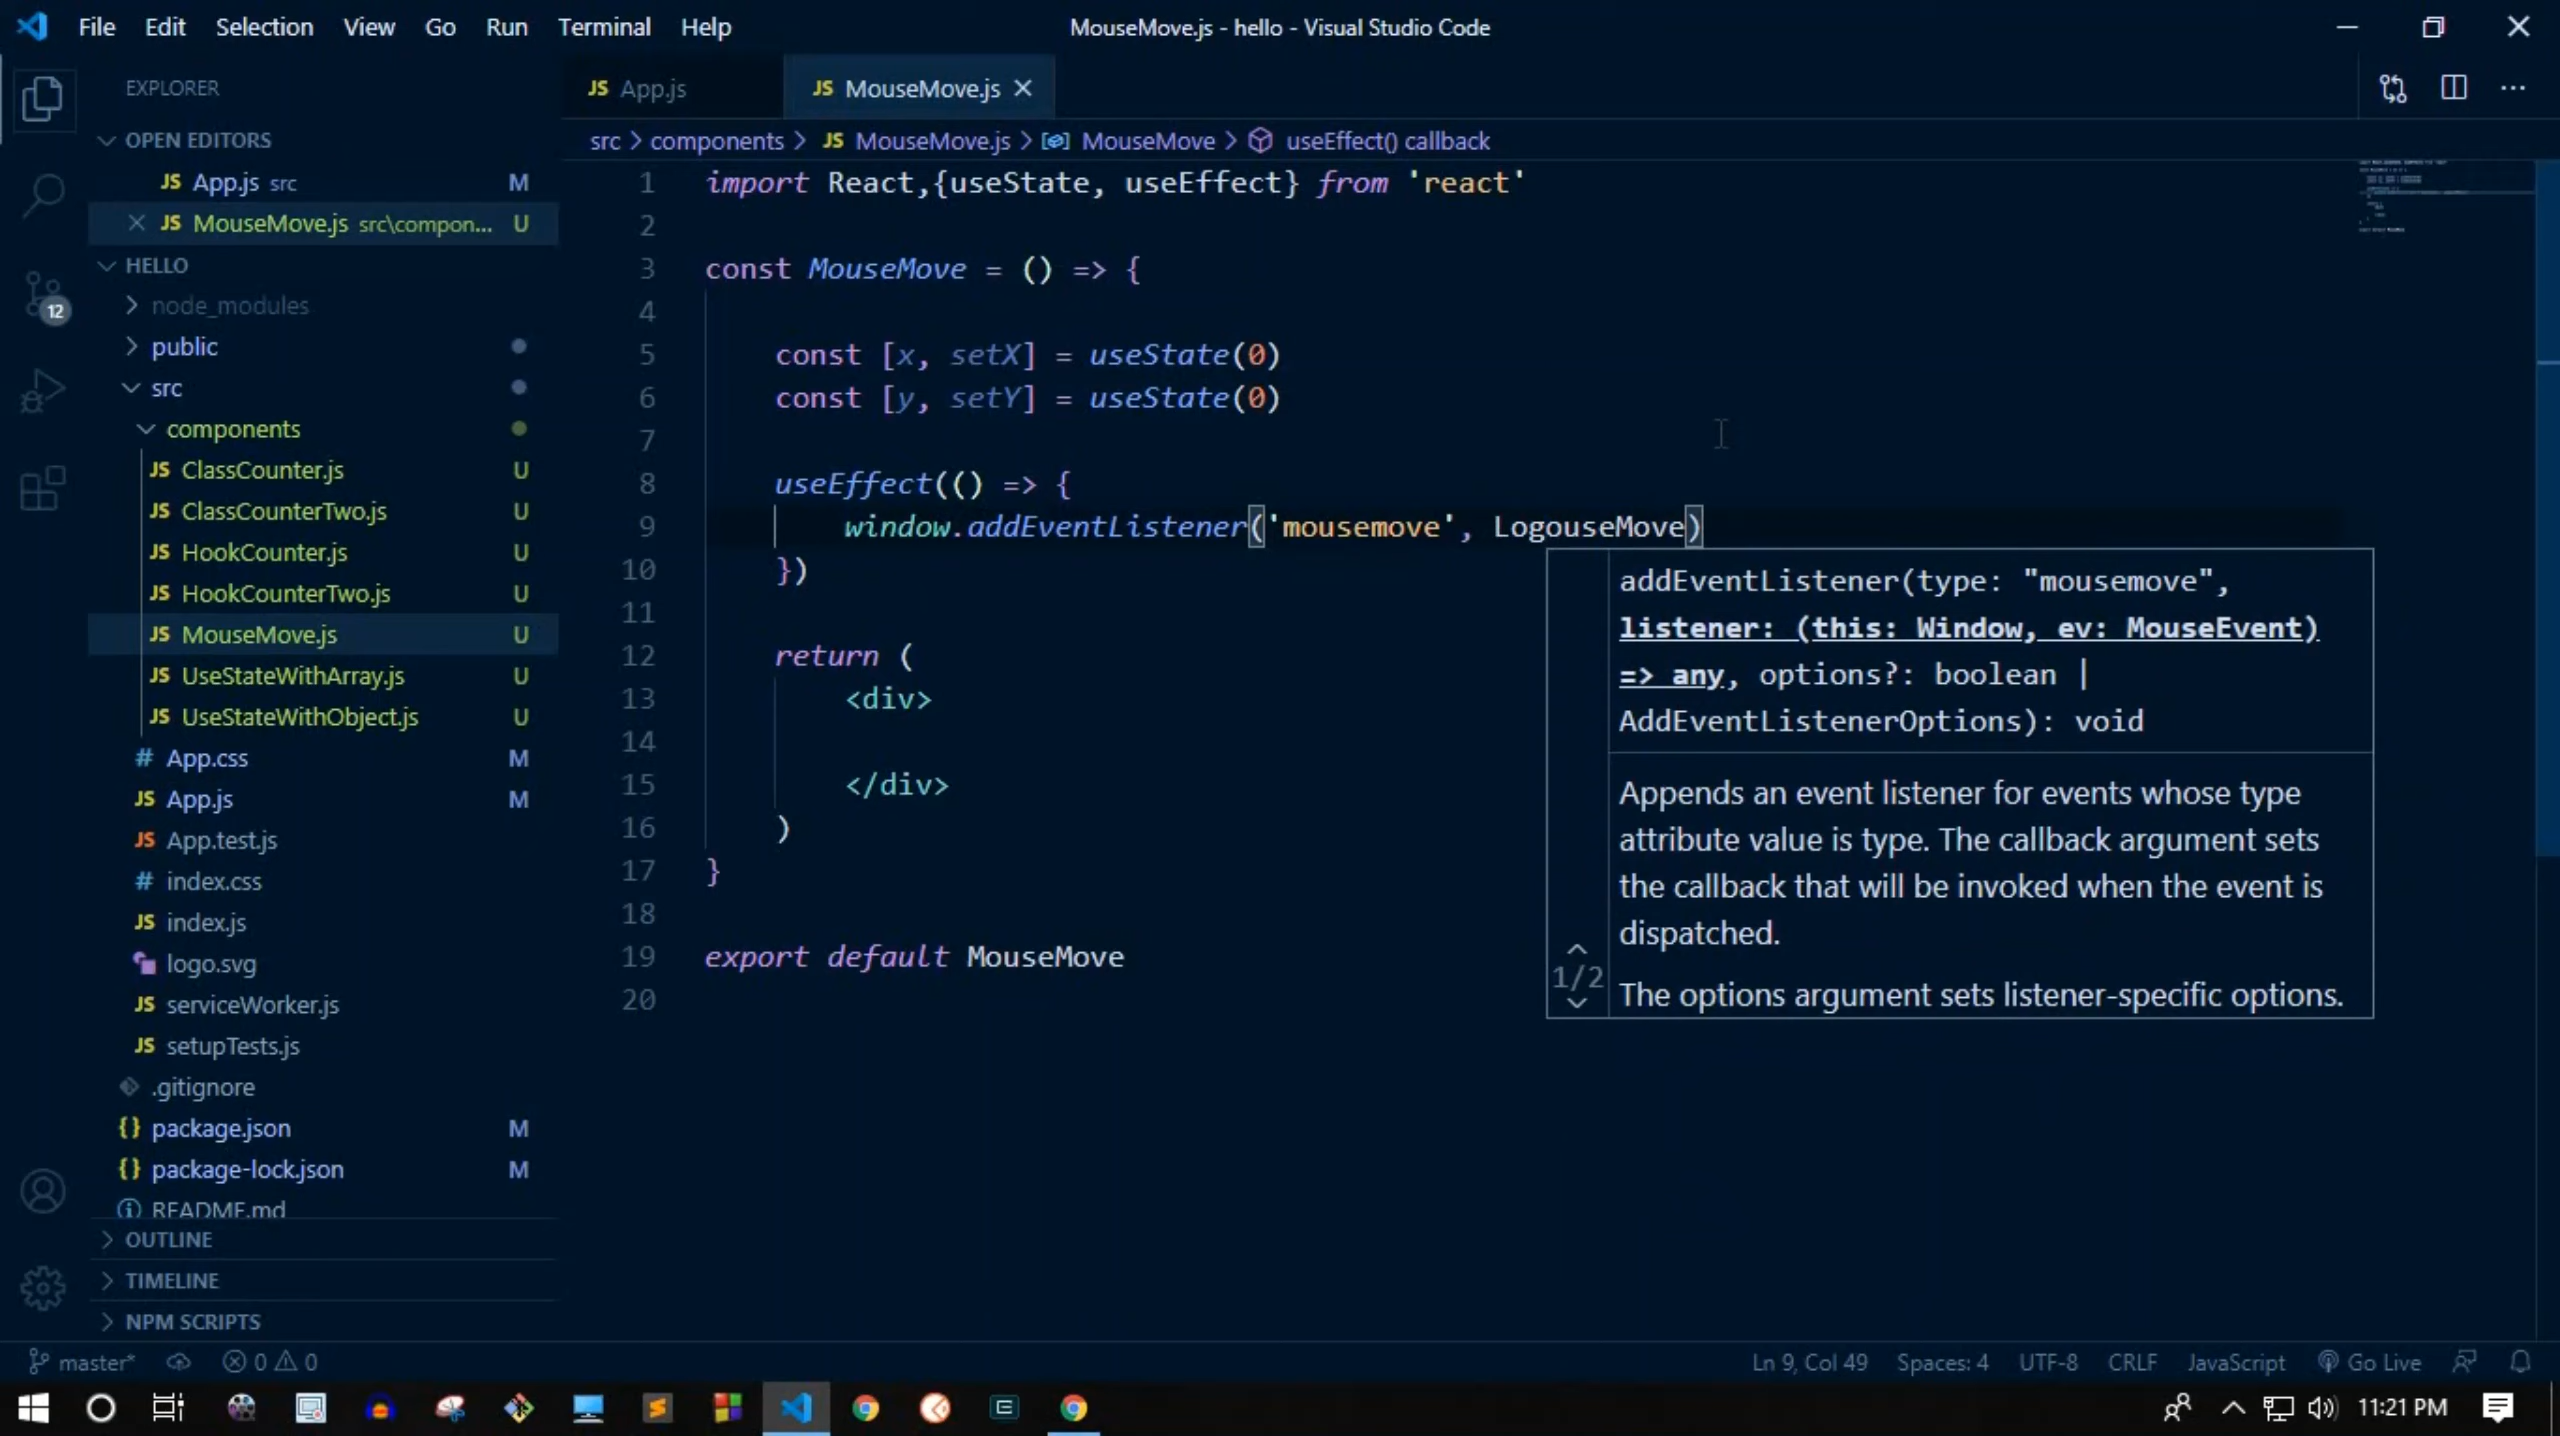 File Edit Selection View Go Run Terminal Help MouseMove.js - hello - Visual Studio Code
EXPLORER
OPEN EDITORS
JS App.js src M
JS MouseMove.js src\compon... U
HELLO
node_modules
public
src
components
JS ClassCounter.js U
JS ClassCounterTwo.js U
JS HookCounter.js U
JS HookCounterTwo.js U
JS MouseMove.js U
JS UseStateWithArray.js U
JS UseStateWithObject.js U
# App.css M
JS App.js M
JS App.test.js
# index.css
JS index.js
logo.svg
JS serviceWorker.js
JS setupTests.js
.gitignore
{} package.json M
{} package-lock.json M
README.md
OUTLINE
TIMELINE
NPM SCRIPTS
12
JS App.js JS MouseMove.js
src > components > JS MouseMove.js > MouseMove > useEffect() callback
1 import React,{useState, useEffect} from 'react'
2
3 const MouseMove = () => {
4
5 const [x, setX] = useState(0)
6 const [y, setY] = useState(0)
7
8 useEffect(() => {
9 window.addEventListener('mousemove', LogouseMove)
10 })
11
12 return (
13 <div>
14
15 </div>
16 )
17 }
18
19 export default MouseMove
20
addEventListener(type: "mousemove",
listener: (this: Window, ev: MouseEvent)
=> any, options?: boolean |
AddEventListenerOptions): void
Appends an event listener for events whose type
attribute value is type. The callback argument sets
the callback that will be invoked when the event is
dispatched.
1/2
The options argument sets listener-specific options.
master* 0 0 Ln 9, Col 49 Spaces: 4 UTF-8 CRLF JavaScript Go Live
11:21 PM